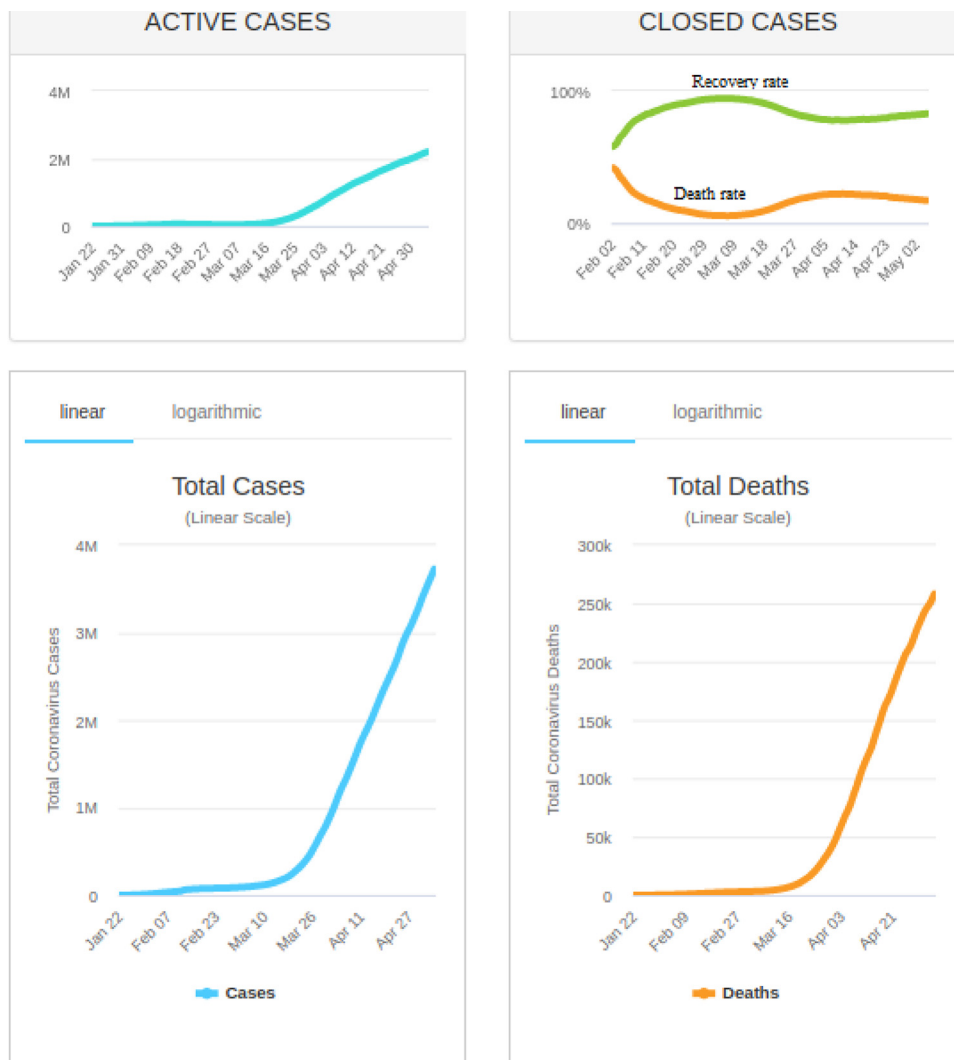 ACTIVE CASES
4M
2M
0
Jan 22
Jan 31
Feb 09
Feb 18
Feb 27
Mar 07
Mar 16
Mar 25
Apr 03
Apr 12
Apr 21
Apr 30
CLOSED CASES
Recovery rate
100%
Death rate
0%
Feb 02
Feb 11
Feb 20
Feb 29
Mar 09
Mar 18
Mar 27
Apr 05
Apr 14
Apr 23
May 02
linear logarithmic
Total Cases
(Linear Scale)
Total Coronavirus Cases
4M
3M
2M
1M
0
Jan 22
Feb 07
Feb 23
Mar 10
Mar 26
Apr 11
Apr 27
Cases
linear logarithmic
Total Deaths
(Linear Scale)
Total Coronavirus Deaths
300k
250k
200k
150k
100k
50k
0
Jan 22
Feb 09
Feb 27
Mar 16
Apr 03
Apr 21
Deaths